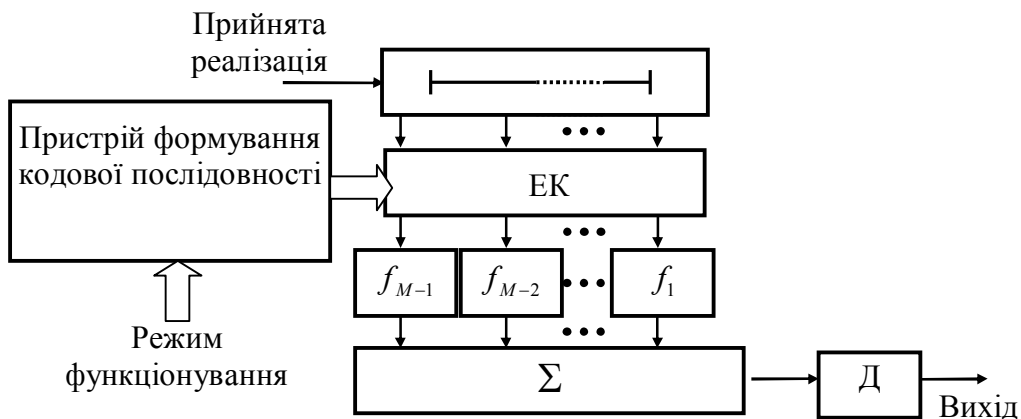 Прийнята
реалізація
Пристрій формування
кодової послідовності
ЕК
f_{M−1} f_{M−2} f_1
Режим
функціонування
Σ
Д
Вихід